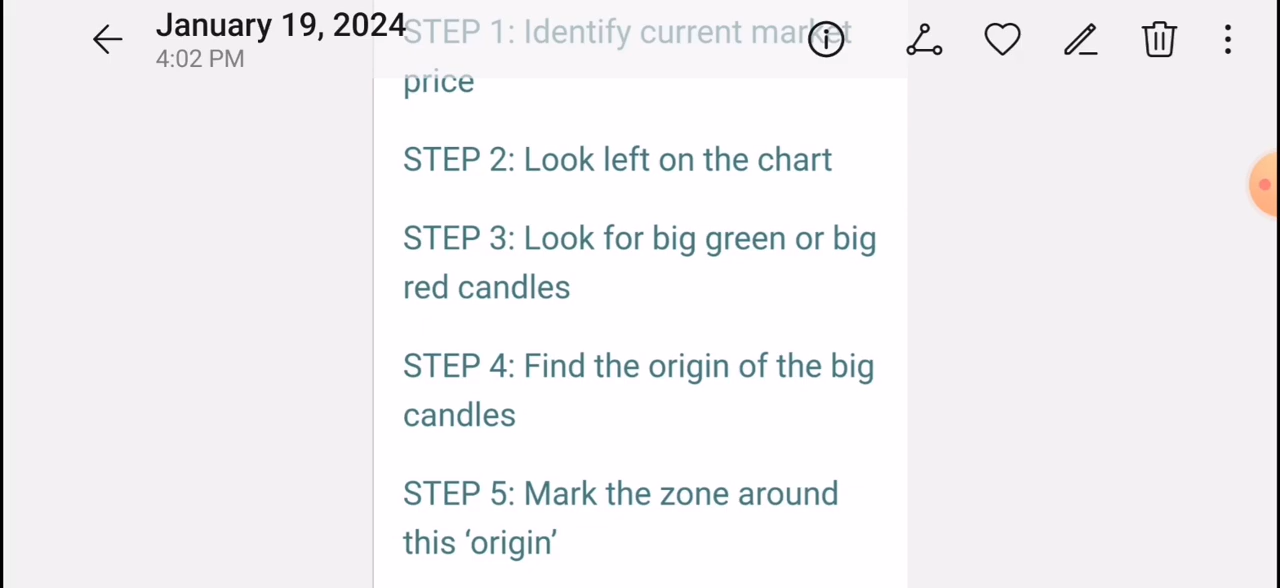 January 19, 2024
4:02 PM
STEP 1: Identify current market
price
STEP 2: Look left on the chart
STEP 3: Look for big green or big
red candles
STEP 4: Find the origin of the big
candles
STEP 5: Mark the zone around
this ‘origin’